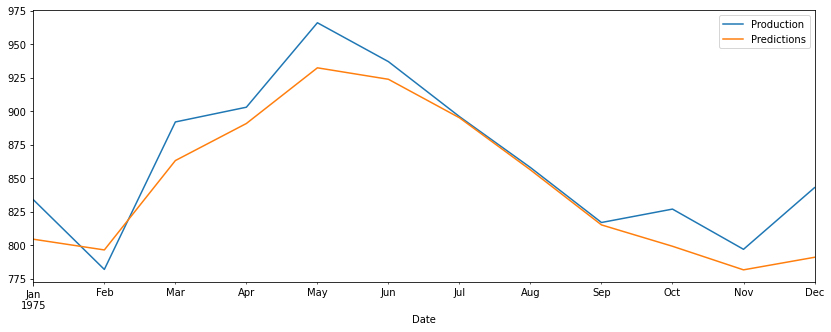 975
950
925
900
875
850
825
800
775
Production
Predictions
Jan Feb Mar Apr May Jun Jul Aug Sep Oct Nov Dec
1975
Date